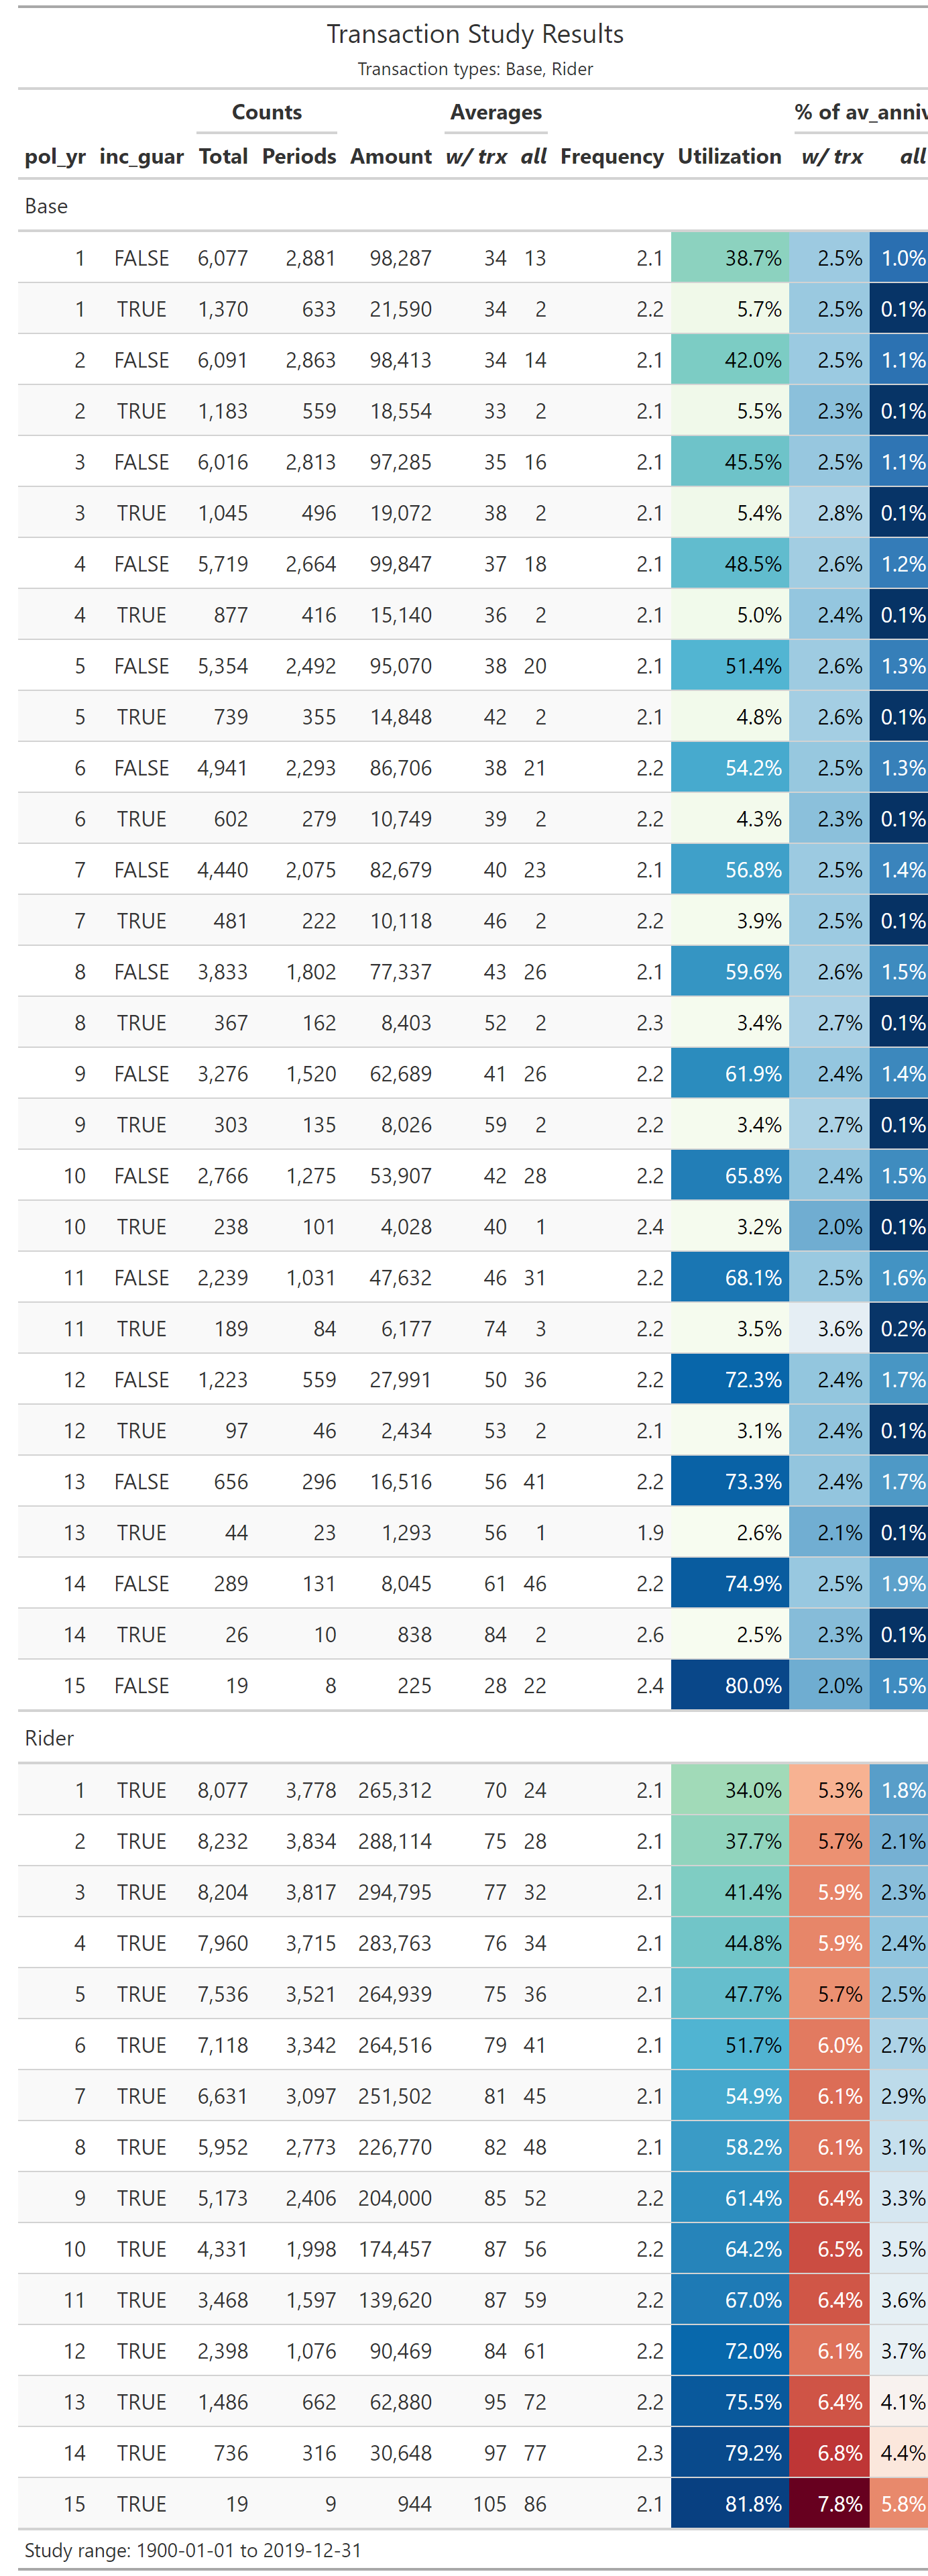 Transaction Study Results
Transaction types: Base, Rider
Counts Averages % of av_anniv
pol_yr inc_guar Total Periods Amount w/ trx all Frequency Utilization w/ trx all
Base
1 FALSE 6,077 2,881 98,287 34 13 2.1 38.7% 2.5% 1.0%
1 TRUE 1,370 633 21,590 34 2 2.2 5.7% 2.5% 0.1%
2 FALSE 6,091 2,863 98,413 34 14 2.1 42.0% 2.5% 1.1%
2 TRUE 1,183 559 18,554 33 2 2.1 5.5% 2.3% 0.1%
3 FALSE 6,016 2,813 97,285 35 16 2.1 45.5% 2.5% 1.1%
3 TRUE 1,045 496 19,072 38 2 2.1 5.4% 2.8% 0.1%
4 FALSE 5,719 2,664 99,847 37 18 2.1 48.5% 2.6% 1.2%
4 TRUE 877 416 15,140 36 2 2.1 5.0% 2.4% 0.1%
5 FALSE 5,354 2,492 95,070 38 20 2.1 51.4% 2.6% 1.3%
5 TRUE 739 355 14,848 42 2 2.1 4.8% 2.6% 0.1%
6 FALSE 4,941 2,293 86,706 38 21 2.2 54.2% 2.5% 1.3%
6 TRUE 602 279 10,749 39 2 2.2 4.3% 2.3% 0.1%
7 FALSE 4,440 2,075 82,679 40 23 2.1 56.8% 2.5% 1.4%
7 TRUE 481 222 10,118 46 2 2.2 3.9% 2.5% 0.1%
8 FALSE 3,833 1,802 77,337 43 26 2.1 59.6% 2.6% 1.5%
8 TRUE 367 162 8,403 52 2 2.3 3.4% 2.7% 0.1%
9 FALSE 3,276 1,520 62,689 41 26 2.2 61.9% 2.4% 1.4%
9 TRUE 303 135 8,026 59 2 2.2 3.4% 2.7% 0.1%
10 FALSE 2,766 1,275 53,907 42 28 2.2 65.8% 2.4% 1.5%
10 TRUE 238 101 4,028 40 1 2.4 3.2% 2.0% 0.1%
11 FALSE 2,239 1,031 47,632 46 31 2.2 68.1% 2.5% 1.6%
11 TRUE 189 84 6,177 74 3 2.2 3.5% 3.6% 0.2%
12 FALSE 1,223 559 27,991 50 36 2.2 72.3% 2.4% 1.7%
12 TRUE 97 46 2,434 53 2 2.1 3.1% 2.4% 0.1%
13 FALSE 656 296 16,516 56 41 2.2 73.3% 2.4% 1.7%
13 TRUE 44 23 1,293 56 1 1.9 2.6% 2.1% 0.1%
14 FALSE 289 131 8,045 61 46 2.2 74.9% 2.5% 1.9%
14 TRUE 26 10 838 84 2 2.6 2.5% 2.3% 0.1%
15 FALSE 19 8 225 28 22 2.4 80.0% 2.0% 1.5%
Rider
1 TRUE 8,077 3,778 265,312 70 24 2.1 34.0% 5.3% 1.8%
2 TRUE 8,232 3,834 288,114 75 28 2.1 37.7% 5.7% 2.1%
3 TRUE 8,204 3,817 294,795 77 32 2.1 41.4% 5.9% 2.3%
4 TRUE 7,960 3,715 283,763 76 34 2.1 44.8% 5.9% 2.4%
5 TRUE 7,536 3,521 264,939 75 36 2.1 47.7% 5.7% 2.5%
6 TRUE 7,118 3,342 264,516 79 41 2.1 51.7% 6.0% 2.7%
7 TRUE 6,631 3,097 251,502 81 45 2.1 54.9% 6.1% 2.9%
8 TRUE 5,952 2,773 226,770 82 48 2.1 58.2% 6.1% 3.1%
9 TRUE 5,173 2,406 204,000 85 52 2.2 61.4% 6.4% 3.3%
10 TRUE 4,331 1,998 174,457 87 56 2.2 64.2% 6.5% 3.5%
11 TRUE 3,468 1,597 139,620 87 59 2.2 67.0% 6.4% 3.6%
12 TRUE 2,398 1,076 90,469 84 61 2.2 72.0% 6.1% 3.7%
13 TRUE 1,486 662 62,880 95 72 2.2 75.5% 6.4% 4.1%
14 TRUE 736 316 30,648 97 77 2.3 79.2% 6.8% 4.4%
15 TRUE 19 9 944 105 86 2.1 81.8% 7.8% 5.8%
Study range: 1900-01-01 to 2019-12-31